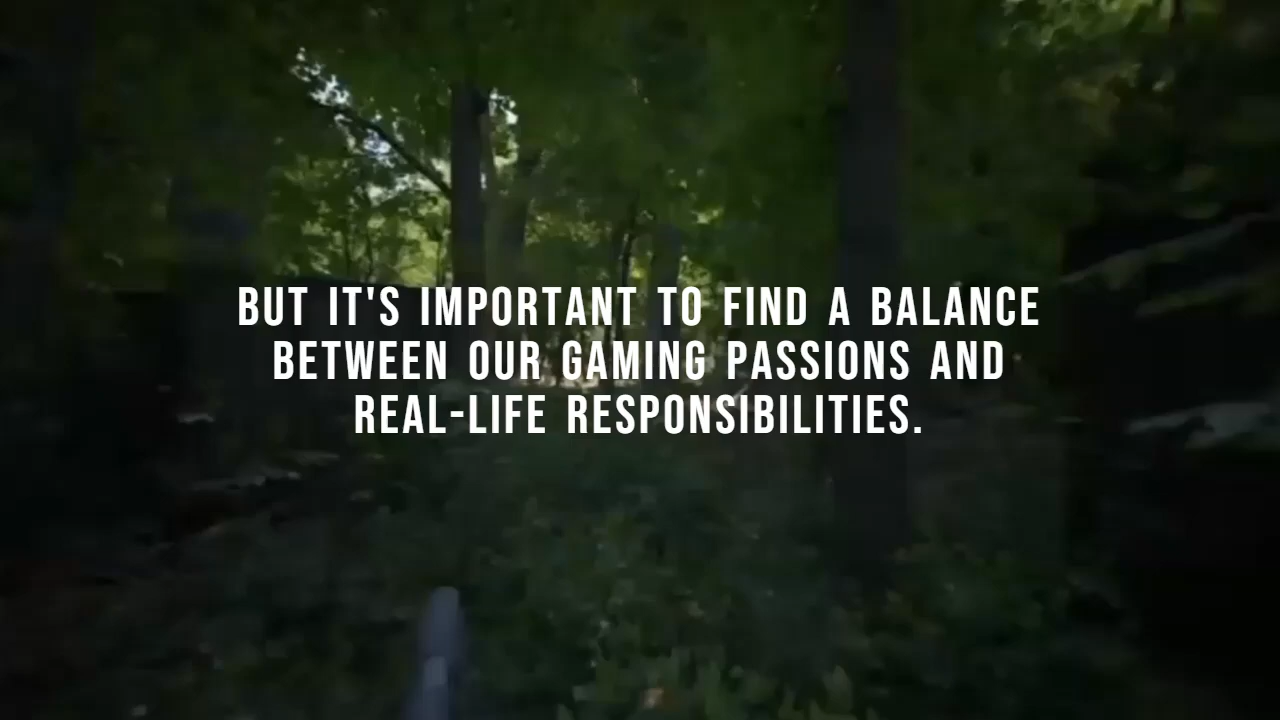 BUT IT'S IMPORTANT TO FIND A BALANCE
BETWEEN OUR GAMING PASSIONS AND
REAL-LIFE RESPONSIBILITIES.